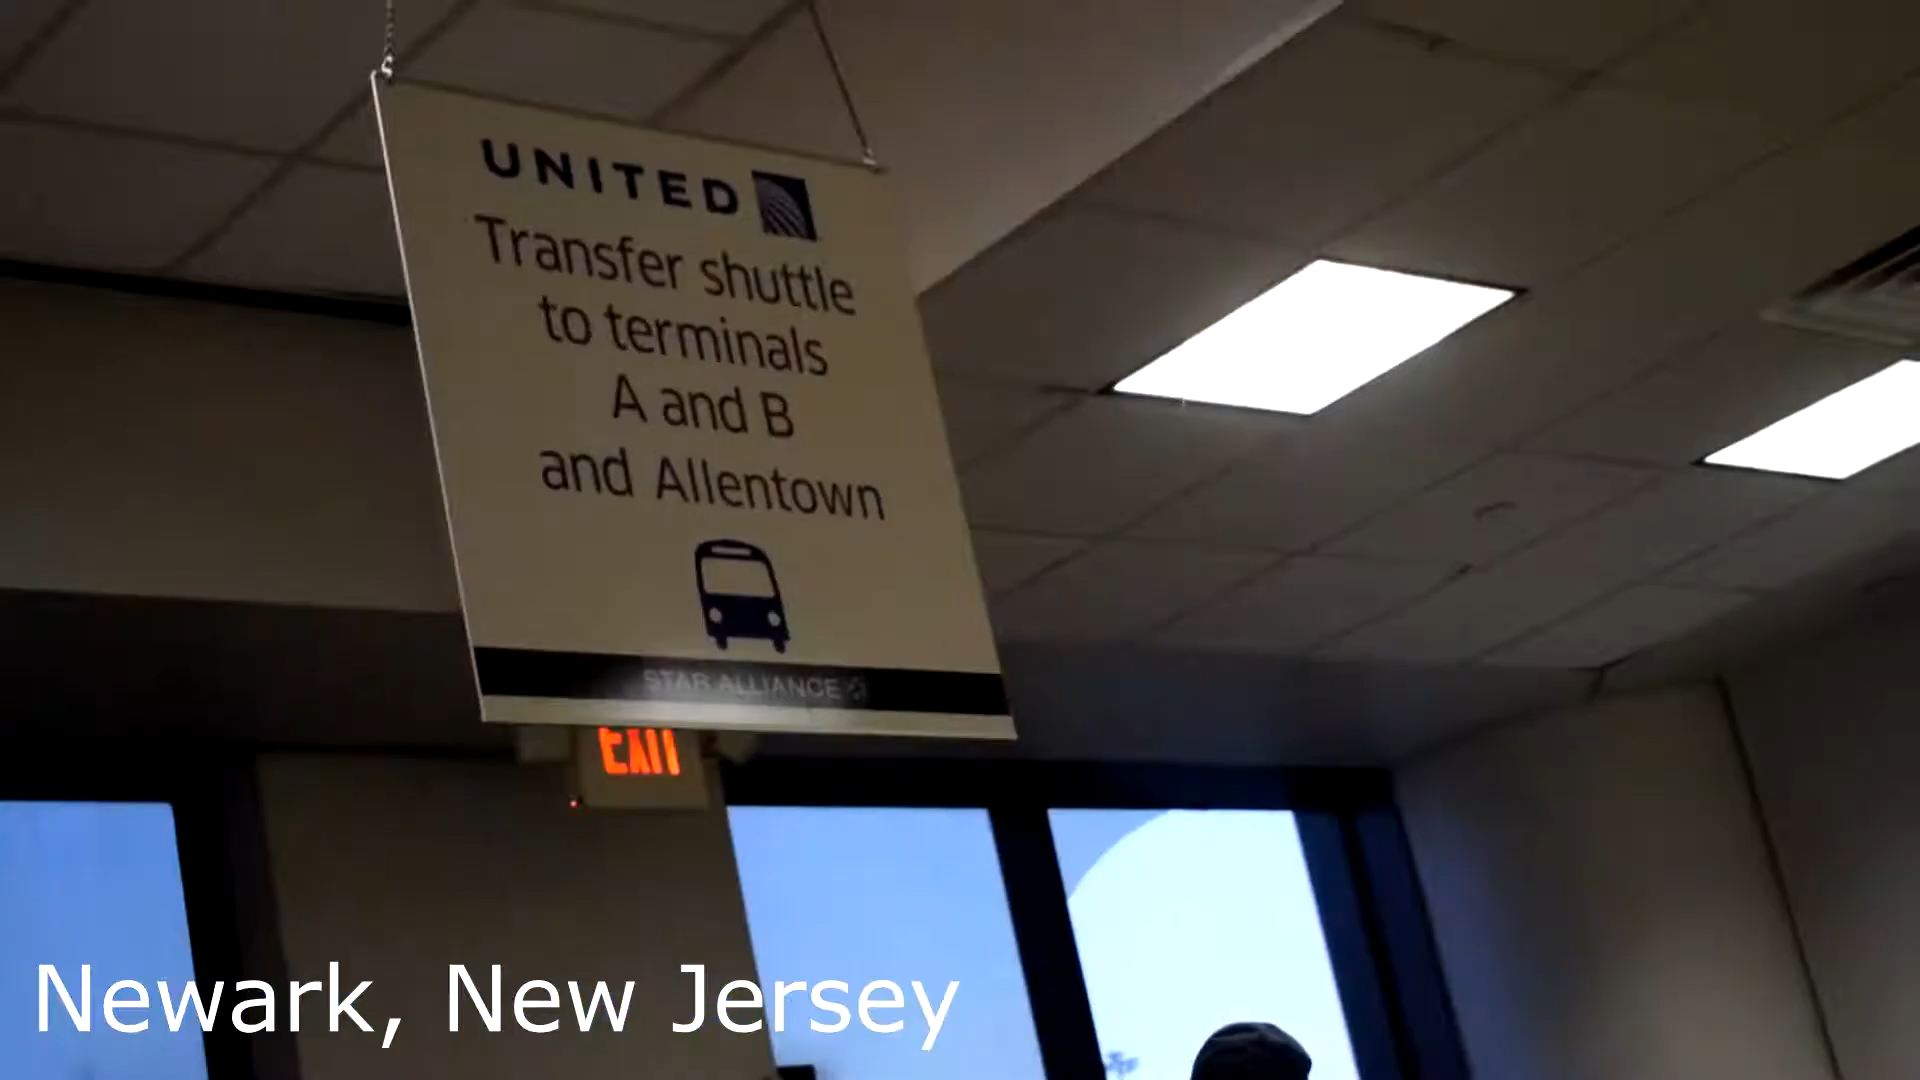 UNITED
Transfer shuttle
to terminals
A and B
and Allentown
STAR ALLIANCE
EXIT
Newark, New Jersey